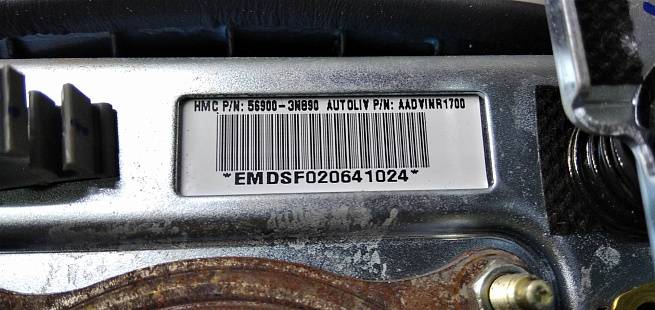 HMC P/N: 56900-3N890 AUTOLIV P/N: AADVINR1700
*EMDSF020641024*